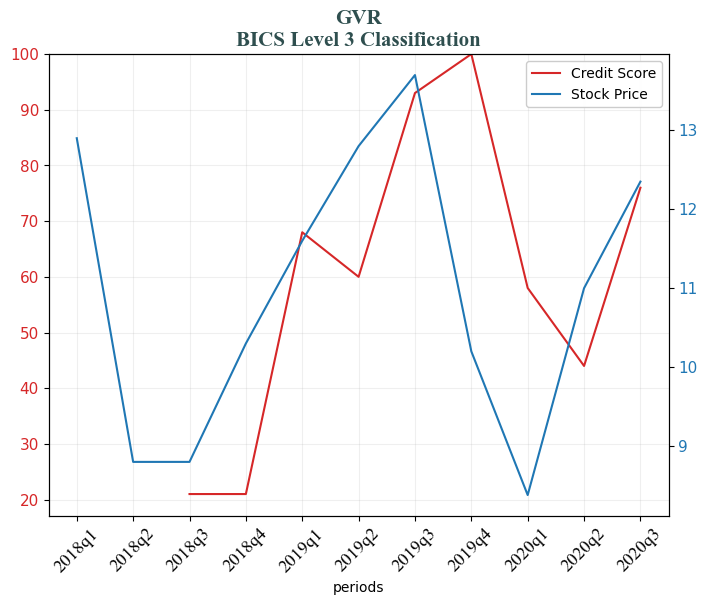 GVR
BICS Level 3 Classification
Credit Score
Stock Price
100
90
80
70
60
50
40
30
20
13
12
11
10
9
2018q1
2018q2
2018q3
2018q4
2019q1
2019q2
2019q3
2019q4
2020q1
2020q2
2020q3
periods